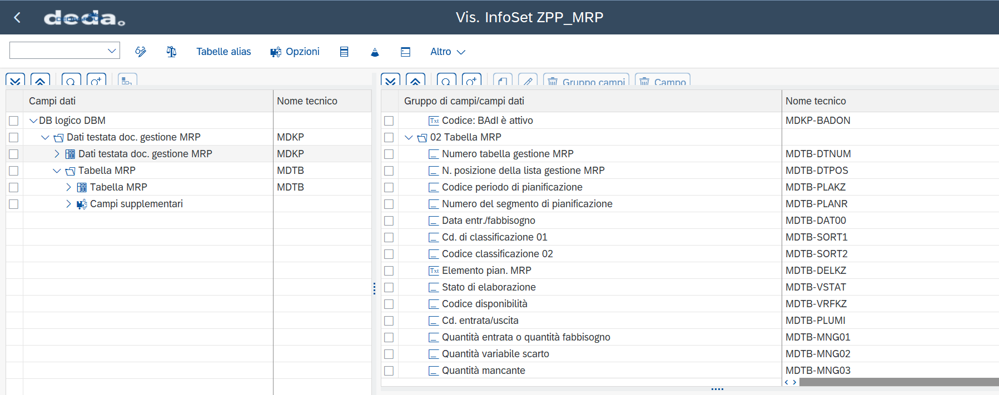 deda.
Vis. InfoSet ZPP_MRP
Tabelle alias
Opzioni
Altro
Gruppo campi
Campo
Campi dati
Nome tecnico
DB logico DBM
Dati testata doc. gestione MRP
MDKP
Dati testata doc. gestione MRP
MDKP
Tabella MRP
MDTB
Tabella MRP
MDTB
Campi supplementari
Gruppo di campi/campi dati
Nome tecnico
Txt Codice: BAdI è attivo
MDKP-BADON
02 Tabella MRP
Numero tabella gestione MRP
MDTB-DTNUM
N. posizione della lista gestione MRP
MDTB-DTPOS
Codice periodo di pianificazione
MDTB-PLAKZ
Numero del segmento di pianificazione
MDTB-PLANR
Data entr./fabbisogno
MDTB-DAT00
Cd. di classificazione 01
MDTB-SORT1
Codice classificazione 02
MDTB-SORT2
Txt Elemento pian. MRP
MDTB-DELKZ
Stato di elaborazione
MDTB-VSTAT
Codice disponibilità
MDTB-VRFKZ
Cd. entrata/uscita
MDTB-PLUMI
Quantità entrata o quantità fabbisogno
MDTB-MNG01
Quantità variabile scarto
MDTB-MNG02
Quantità mancante
MDTB-MNG03